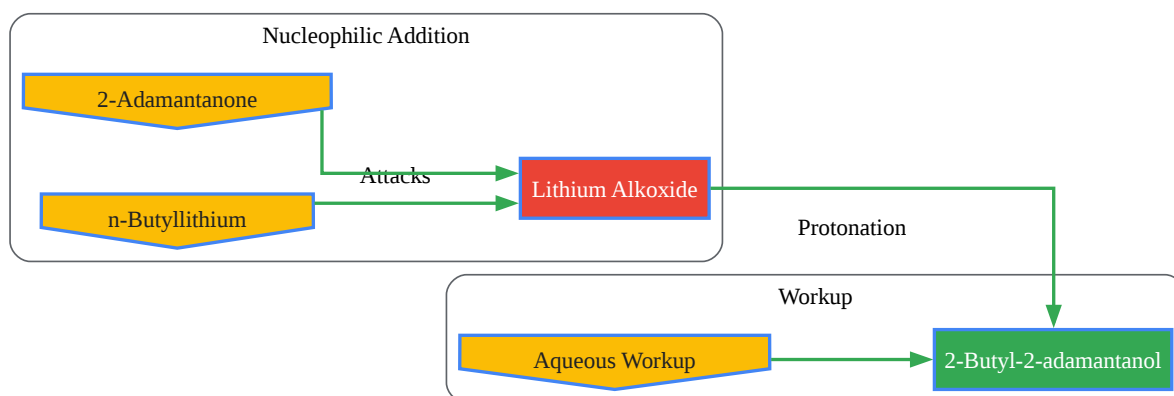 Nucleophilic Addition
2-Adamantanone
Attacks
Lithium Alkoxide
n-Butyllithium
Protonation
Workup
Aqueous Workup
2-Butyl-2-adamantanol